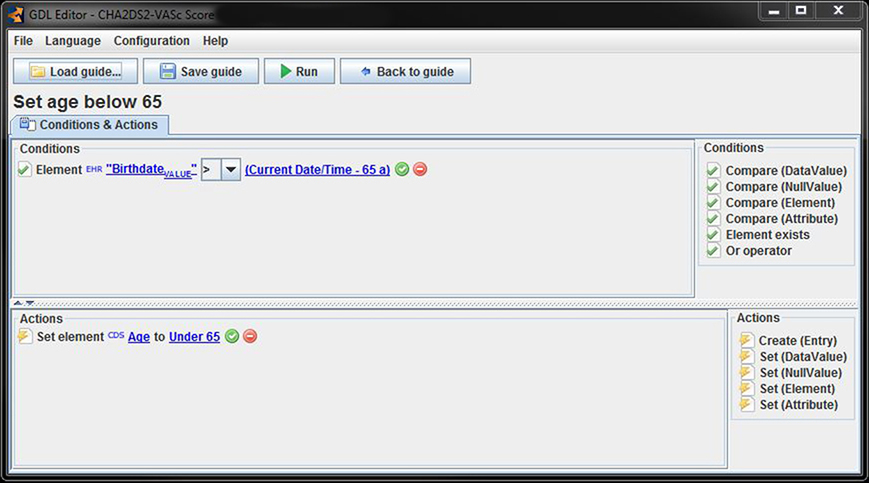 GDL Editor - CHA2DS2-VASc Score
File Language Configuration Help
Load guide... Save guide Run Back to guide
Set age below 65
Conditions & Actions
Conditions
Element EHR "Birthdate VALUE" > (Current Date/Time - 65 a)
Conditions
Compare (DataValue)
Compare (NullValue)
Compare (Element)
Compare (Attribute)
Element exists
Or operator
Actions
Set element CDS Age to Under 65
Actions
Create (Entry)
Set (DataValue)
Set (NullValue)
Set (Element)
Set (Attribute)